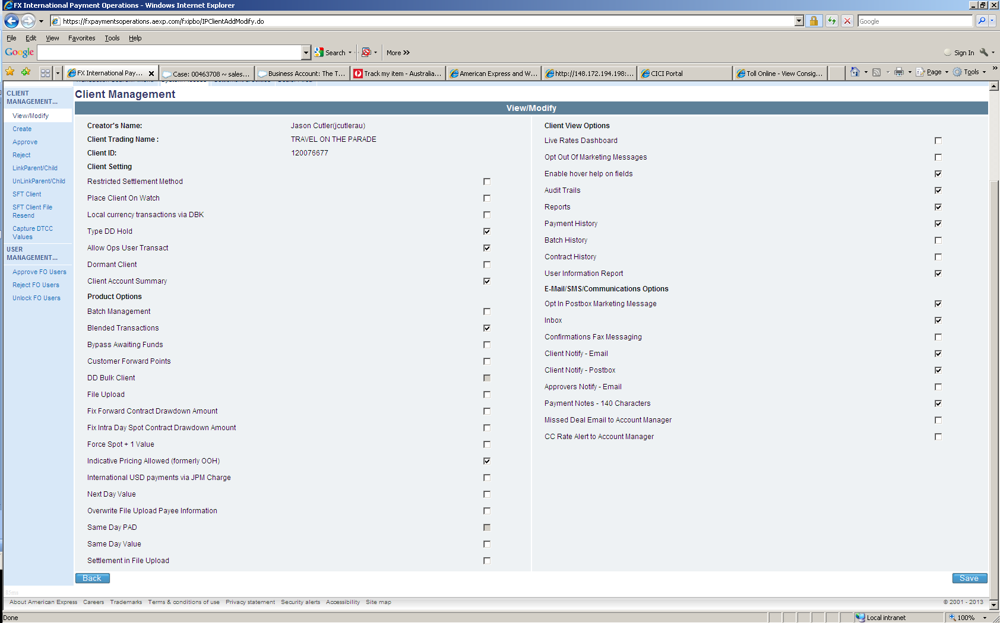 FX International Payment Operations - Windows Internet Explorer
https://fxpaymentsoperations.aexp.com/fxipbo/IPClientAddModify.do
Google
File Edit View Favorites Tools Help
Google Search More »
Sign In
FX International Pay... Case: 00463708 ~ sales... Business Account: The T... Track my item - Australia... American Express and W... http://148.172.194.198:... CICI Portal Toll Online - View Consig... Page Tools »
CLIENT MANAGEMENT...
View/Modify
Create
Approve
Reject
LinkParent/Child
UnLinkParent/Child
SFT Client
SFT Client File Resend
Capture DTCC Values
USER MANAGEMENT...
Approve FO Users
Reject FO Users
Unlock FO Users
Client Management
View/Modify
Creator's Name: Jason Cutler(jcutlerau)
Client Trading Name : TRAVEL ON THE PARADE
Client ID: 120076677
Client Setting
Restricted Settlement Method
Place Client On Watch
Local currency transactions via DBK
Type DD Hold
Allow Ops User Transact
Dormant Client
Client Account Summary
Product Options
Batch Management
Blended Transactions
Bypass Awaiting Funds
Customer Forward Points
DD Bulk Client
File Upload
Fix Forward Contract Drawdown Amount
Fix Intra Day Spot Contract Drawdown Amount
Force Spot + 1 Value
Indicative Pricing Allowed (formerly OOH)
International USD payments via JPM Charge
Next Day Value
Overwrite File Upload Payee Information
Same Day PAD
Same Day Value
Settlement in File Upload
Client View Options
Live Rates Dashboard
Opt Out Of Marketing Messages
Enable hover help on fields
Audit Trails
Reports
Payment History
Batch History
Contract History
User Information Report
E-Mail/SMS/Communications Options
Opt In Postbox Marketing Message
Inbox
Confirmations Fax Messaging
Client Notify - Email
Client Notify - Postbox
Approvers Notify - Email
Payment Notes - 140 Characters
Missed Deal Email to Account Manager
CC Rate Alert to Account Manager
Back Save
85ms
About American Express Careers Trademarks Terms & conditions of use Privacy statement Security alerts Accessibility Site map © 2001 - 2013
Done Local intranet 100%